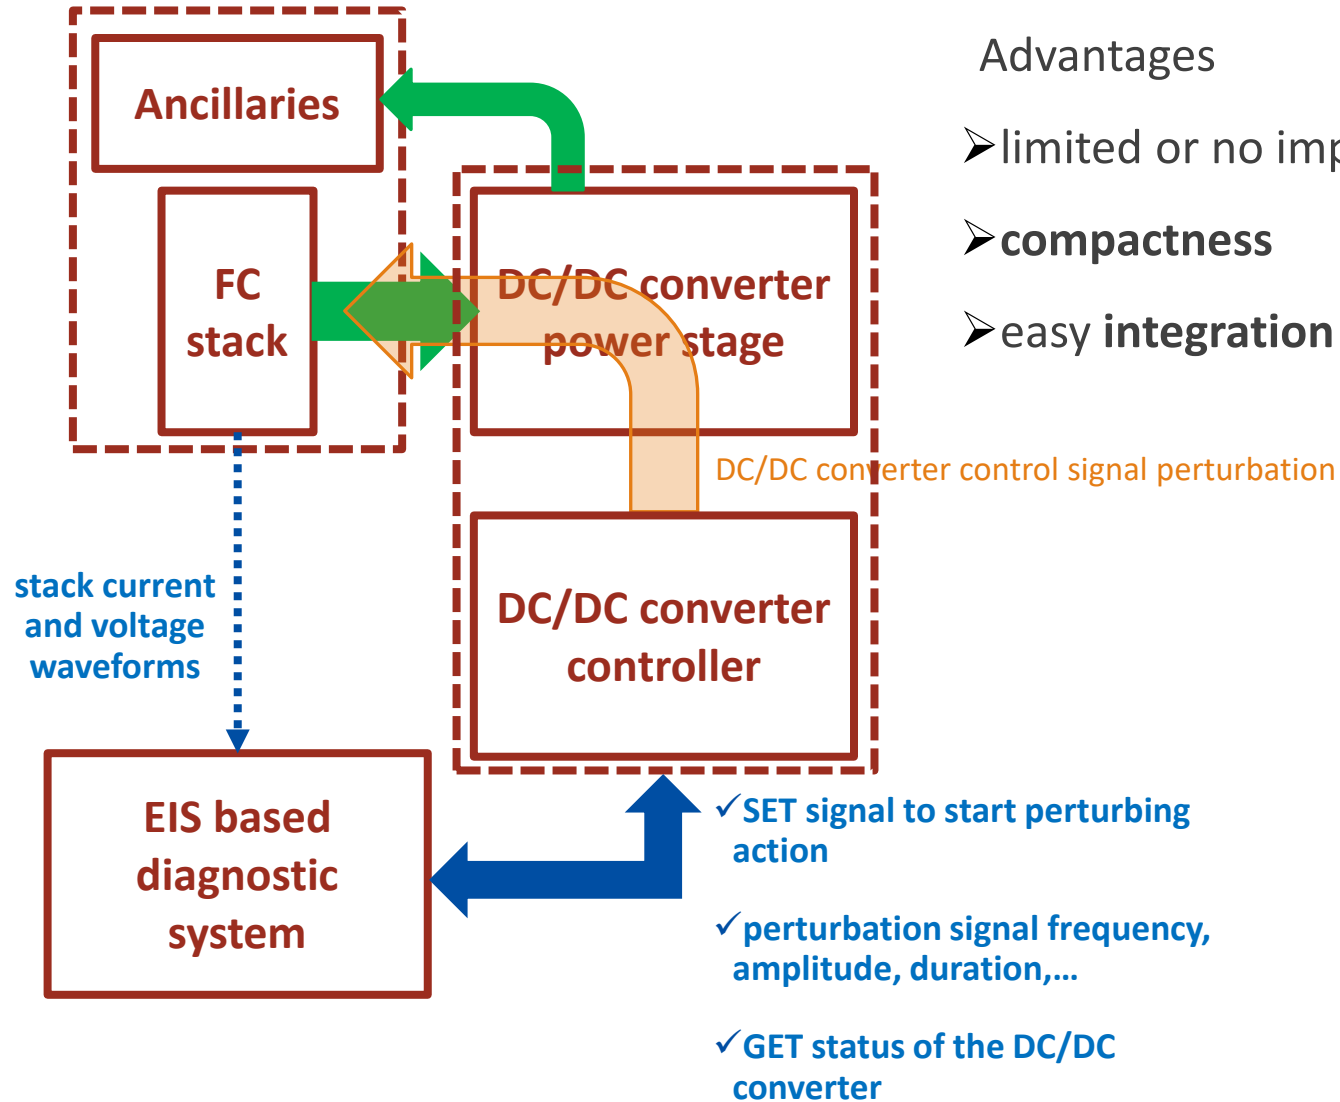 Ancillaries
FC
stack
DC/DC converter
power stage
DC/DC converter control signal perturbation
DC/DC converter
controller
stack current
and voltage
waveforms
EIS based
diagnostic
system
✓SET signal to start perturbing
action
✓perturbation signal frequency,
amplitude, duration,...
✓GET status of the DC/DC
converter
Advantages
➢limited or no
➢compactness
➢easy integration